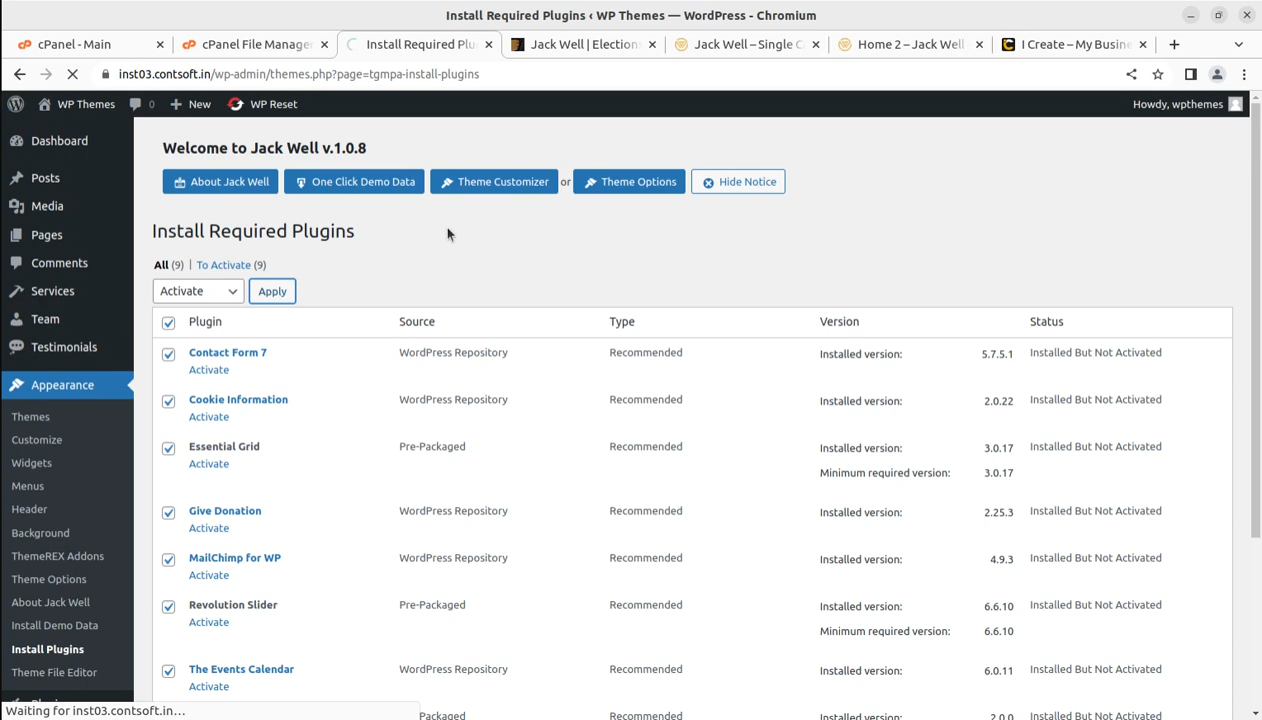 Install Required Plugins ‹ WP Themes — WordPress - Chromium
cPanel - Main
cPanel File Manager
Install Required Plu
Jack Well | Election
Jack Well – Single C
Home 2 – Jack Well
I Create – My Busine
inst03.contsoft.in/wp-admin/themes.php?page=tgmpa-install-plugins
WP Themes
0
New
WP Reset
Howdy, wpthemes
Dashboard
Posts
Media
Pages
Comments
Services
Team
Testimonials
Appearance
Themes
Customize
Widgets
Menus
Header
Background
ThemeREX Addons
Theme Options
About Jack Well
Install Demo Data
Install Plugins
Theme File Editor
Welcome to Jack Well v.1.0.8
About Jack Well
One Click Demo Data
Theme Customizer
or
Theme Options
Hide Notice
Install Required Plugins
All (9) | To Activate (9)
Activate
Apply
Plugin Source Type Version Status
Contact Form 7 WordPress Repository Recommended Installed version: 5.7.5.1 Installed But Not Activated
Activate
Cookie Information WordPress Repository Recommended Installed version: 2.0.22 Installed But Not Activated
Activate
Essential Grid Pre-Packaged Recommended Installed version: 3.0.17 Installed But Not Activated
Activate
Minimum required version: 3.0.17
Give Donation WordPress Repository Recommended Installed version: 2.25.3 Installed But Not Activated
Activate
MailChimp for WP WordPress Repository Recommended Installed version: 4.9.3 Installed But Not Activated
Activate
Revolution Slider Pre-Packaged Recommended Installed version: 6.6.10 Installed But Not Activated
Activate
Minimum required version: 6.6.10
The Events Calendar WordPress Repository Recommended Installed version: 6.0.11 Installed But Not Activated
Activate
Packaged Recommended Installed version: 2.0.0 Installed But Not Activated
Waiting for inst03.contsoft.in…